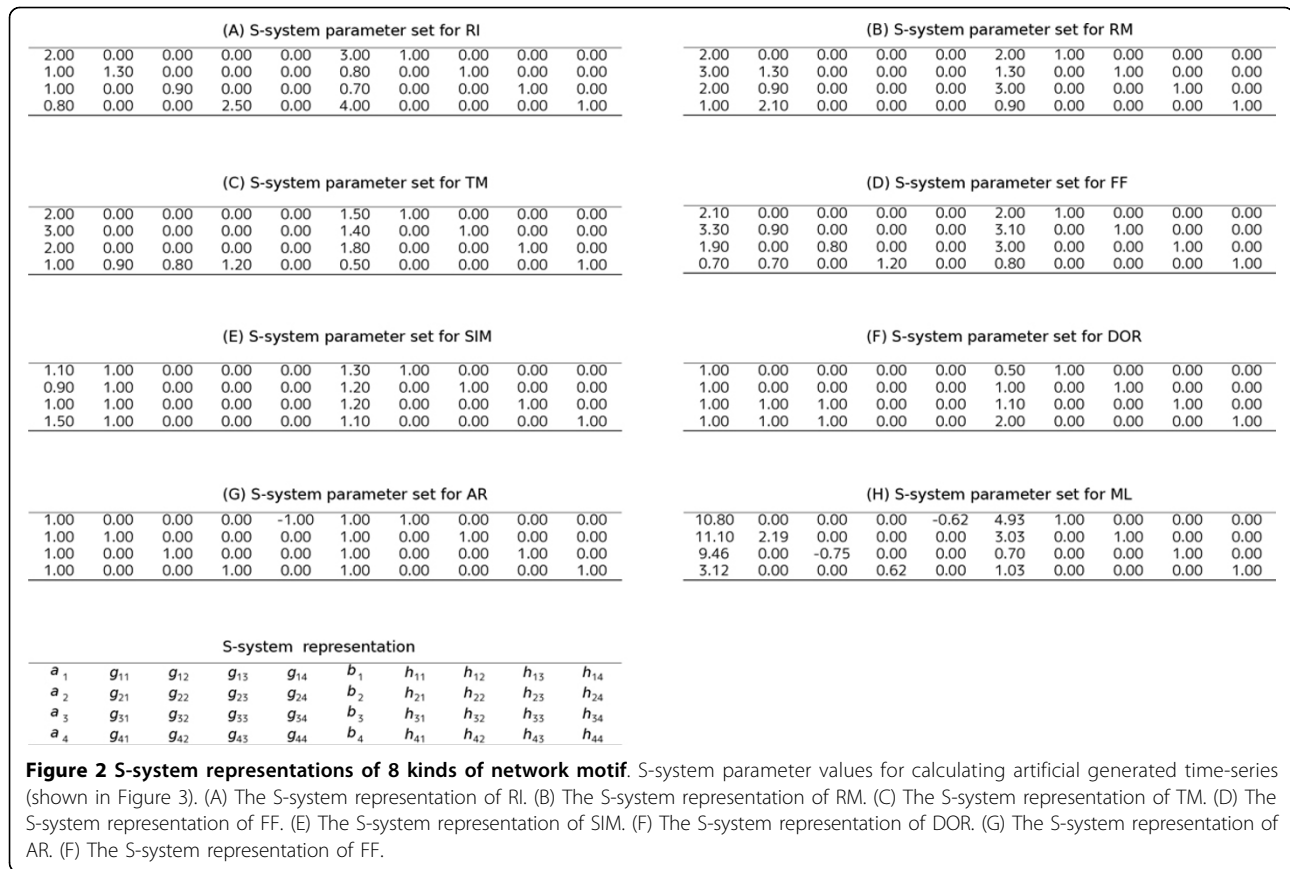 (A) S-system parameter set for RI
2.00 0.00 0.00 0.00 0.00 3.00 1.00 0.00 0.00 0.00
1.00 1.30 0.00 0.00 0.00 0.80 0.00 1.00 0.00 0.00
1.00 0.00 0.90 0.00 0.00 0.70 0.00 0.00 1.00 0.00
0.80 0.00 0.00 2.50 0.00 4.00 0.00 0.00 0.00 1.00
(B) S-system parameter set for RM
2.00 0.00 0.00 0.00 0.00 2.00 1.00 0.00 0.00 0.00
3.00 1.30 0.00 0.00 0.00 1.30 0.00 1.00 0.00 0.00
2.00 0.90 0.00 0.00 0.00 3.00 0.00 0.00 1.00 0.00
1.00 2.10 0.00 0.00 0.00 0.90 0.00 0.00 0.00 1.00
(C) S-system parameter set for TM
2.00 0.00 0.00 0.00 0.00 1.50 1.00 0.00 0.00 0.00
3.00 0.00 0.00 0.00 0.00 1.40 0.00 1.00 0.00 0.00
2.00 0.00 0.00 0.00 0.00 1.80 0.00 0.00 1.00 0.00
1.00 0.90 0.80 1.20 0.00 0.50 0.00 0.00 0.00 1.00
(D) S-system parameter set for FF
2.10 0.00 0.00 0.00 0.00 2.00 1.00 0.00 0.00 0.00
3.30 0.90 0.00 0.00 0.00 3.10 0.00 1.00 0.00 0.00
1.90 0.00 0.80 0.00 0.00 3.00 0.00 0.00 1.00 0.00
0.70 0.70 0.00 1.20 0.00 0.80 0.00 0.00 0.00 1.00
(E) S-system parameter set for SIM
1.10 1.00 0.00 0.00 0.00 1.30 1.00 0.00 0.00 0.00
0.90 1.00 0.00 0.00 0.00 1.20 0.00 1.00 0.00 0.00
1.00 1.00 0.00 0.00 0.00 1.20 0.00 0.00 1.00 0.00
1.50 1.00 0.00 0.00 0.00 1.10 0.00 0.00 0.00 1.00
(F) S-system parameter set for DOR
1.00 0.00 0.00 0.00 0.00 0.50 1.00 0.00 0.00 0.00
1.00 0.00 0.00 0.00 0.00 1.00 0.00 1.00 0.00 0.00
1.00 1.00 1.00 0.00 0.00 1.10 0.00 0.00 1.00 0.00
1.00 1.00 1.00 0.00 0.00 2.00 0.00 0.00 0.00 1.00
(G) S-system parameter set for AR
1.00 0.00 0.00 0.00 -1.00 1.00 1.00 0.00 0.00 0.00
1.00 1.00 0.00 0.00 0.00 1.00 0.00 1.00 0.00 0.00
1.00 0.00 1.00 0.00 0.00 1.00 0.00 0.00 1.00 0.00
1.00 0.00 0.00 1.00 0.00 1.00 0.00 0.00 0.00 1.00
(H) S-system parameter set for ML
10.80 0.00 0.00 0.00 -0.62 4.93 1.00 0.00 0.00 0.00
11.10 2.19 0.00 0.00 0.00 3.03 0.00 1.00 0.00 0.00
9.46 0.00 -0.75 0.00 0.00 0.70 0.00 0.00 1.00 0.00
3.12 0.00 0.00 0.62 0.00 1.03 0.00 0.00 0.00 1.00
S-system representation
a1 g11 g12 g13 g14 b1 h11 h12 h13 h14
a2 g21 g22 g23 g24 b2 h21 h22 h23 h24
a3 g31 g32 g33 g34 b3 h31 h32 h33 h34
a4 g41 g42 g43 g44 b4 h41 h42 h43 h44
Figure 2 S-system representations of 8 kinds of network motif. S-system parameter values for calculating artificial generated time-series
(shown in Figure 3). (A) The S-system representation of RI. (B) The S-system representation of RM. (C) The S-system representation of TM. (D) The
S-system representation of FF. (E) The S-system representation of SIM. (F) The S-system representation of DOR. (G) The S-system representation of
AR. (F) The S-system representation of FF.